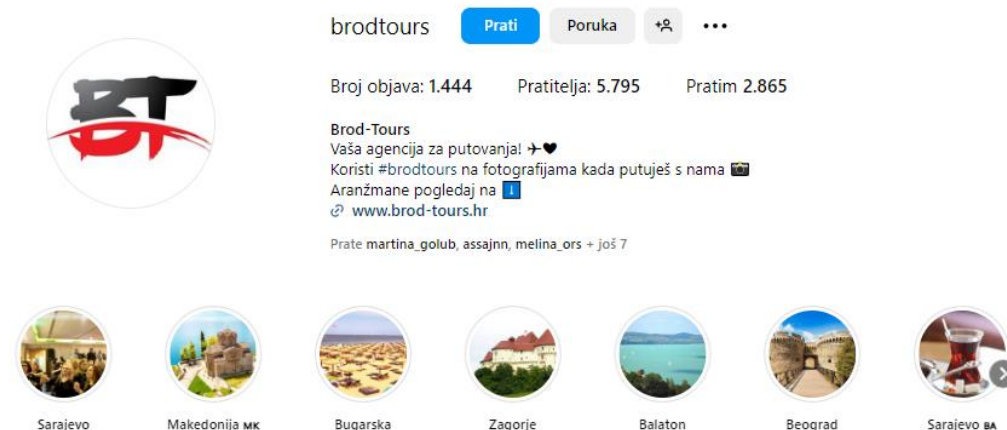 brodtours Prati Poruka
Broj objava: 1.444 Pratitelja: 5.795 Pratim 2.865
BT
Brod-Tours
Vaša agencija za putovanja! ✈♥
Koristi #brodtours na fotografijama kada putuješ s nama 📷
Aranžmane pogledaj na ⬇
www.brod-tours.hr
Prate martina_golub, assajnn, melina_ors + još 7
Sarajevo Makedonija MK Bugarska Zagorje Balaton Beograd Sarajevo BA